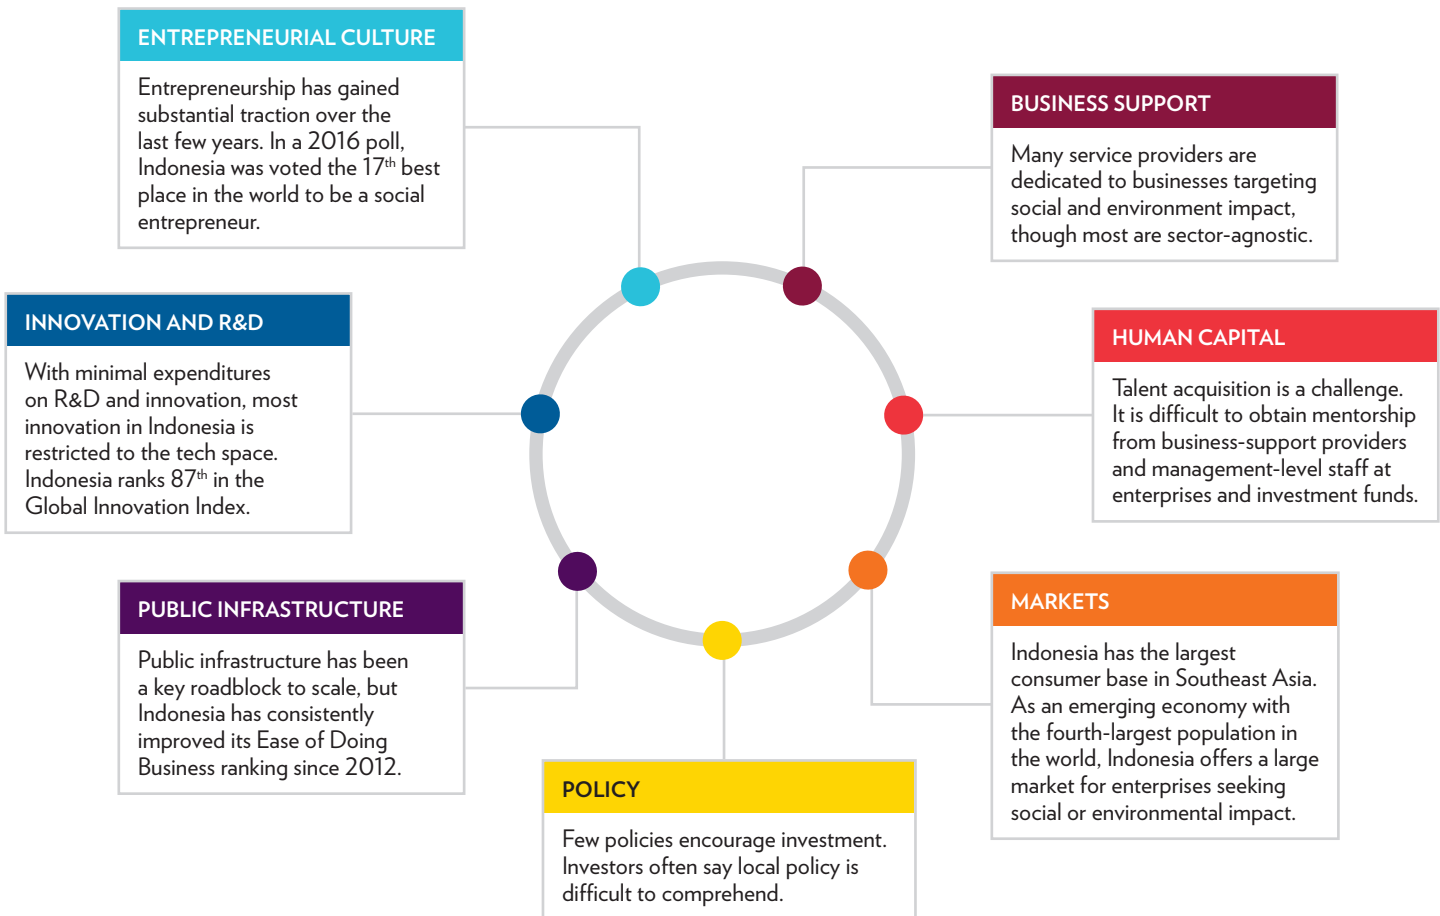 ENTREPRENEURIAL CULTURE
Entrepreneurship has gained
substantial traction over the
last few years. In a 2016 poll,
Indonesia was voted the 17th best
place in the world to be a social
entrepreneur.
BUSINESS SUPPORT
Many service providers are
dedicated to businesses targeting
social and environment impact,
though most are sector-agnostic.
INNOVATION AND R&D
With minimal expenditures
on R&D and innovation, most
innovation in Indonesia is
restricted to the tech space.
Indonesia ranks 87th in the
Global Innovation Index.
HUMAN CAPITAL
Talent acquisition is a challenge.
It is difficult to obtain mentorship
from business-support providers
and management-level staff at
enterprises and investment funds.
PUBLIC INFRASTRUCTURE
Public infrastructure has been
a key roadblock to scale, but
Indonesia has consistently
improved its Ease of Doing
Business ranking since 2012.
MARKETS
Indonesia has the largest
consumer base in Southeast Asia.
As an emerging economy with
the fourth-largest population in
the world, Indonesia offers a large
market for enterprises seeking
social or environmental impact.
POLICY
Few policies encourage investment.
Investors often say local policy is
difficult to comprehend.